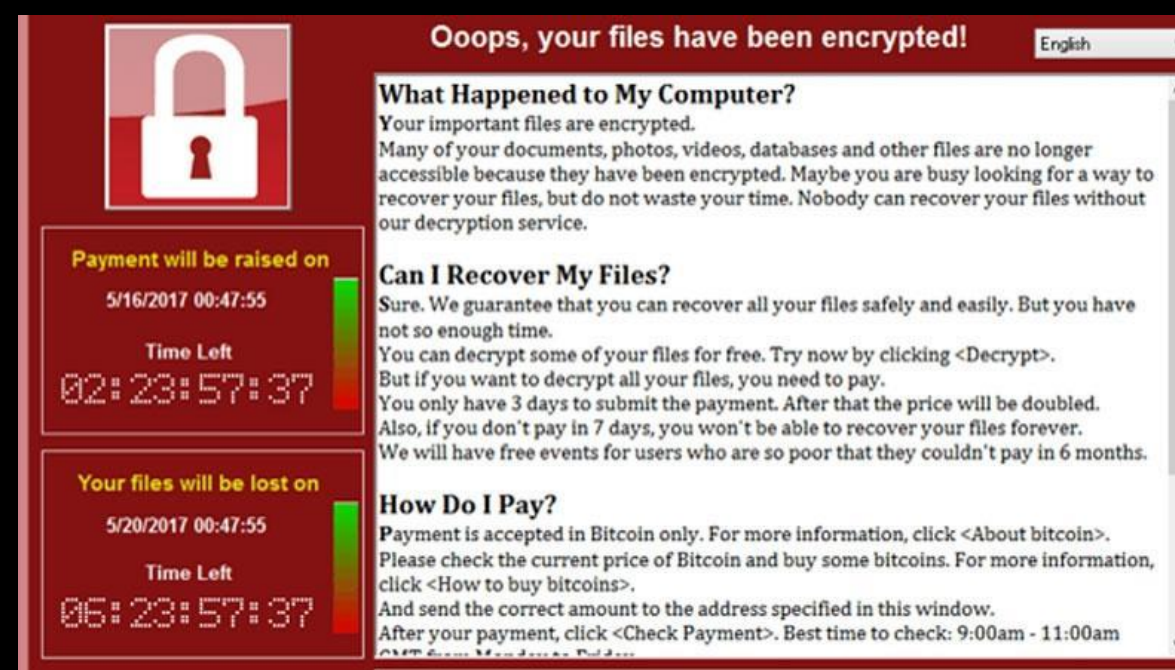 Ooops, your files have been encrypted!
English
What Happened to My Computer?
Your important files are encrypted.
Many of your documents, photos, videos, databases and other files are no longer
accessible because they have been encrypted. Maybe you are busy looking for a way to
recover your files, but do not waste your time. Nobody can recover your files without
our decryption service.
Can I Recover My Files?
Sure. We guarantee that you can recover all your files safely and easily. But you have
not so enough time.
You can decrypt some of your files for free. Try now by clicking <Decrypt>.
But if you want to decrypt all your files, you need to pay.
You only have 3 days to submit the payment. After that the price will be doubled.
Also, if you don't pay in 7 days, you won't be able to recover your files forever.
We will have free events for users who are so poor that they couldn't pay in 6 months.
How Do I Pay?
Payment is accepted in Bitcoin only. For more information, click <About bitcoin>.
Please check the current price of Bitcoin and buy some bitcoins. For more information,
click <How to buy bitcoins>.
And send the correct amount to the address specified in this window.
After your payment, click <Check Payment>. Best time to check: 9:00am - 11:00am
GMT from Monday to Friday
Payment will be raised on
5/16/2017 00:47:55
Time Left
02:23:57:37
Your files will be lost on
5/20/2017 00:47:55
Time Left
06:23:57:37